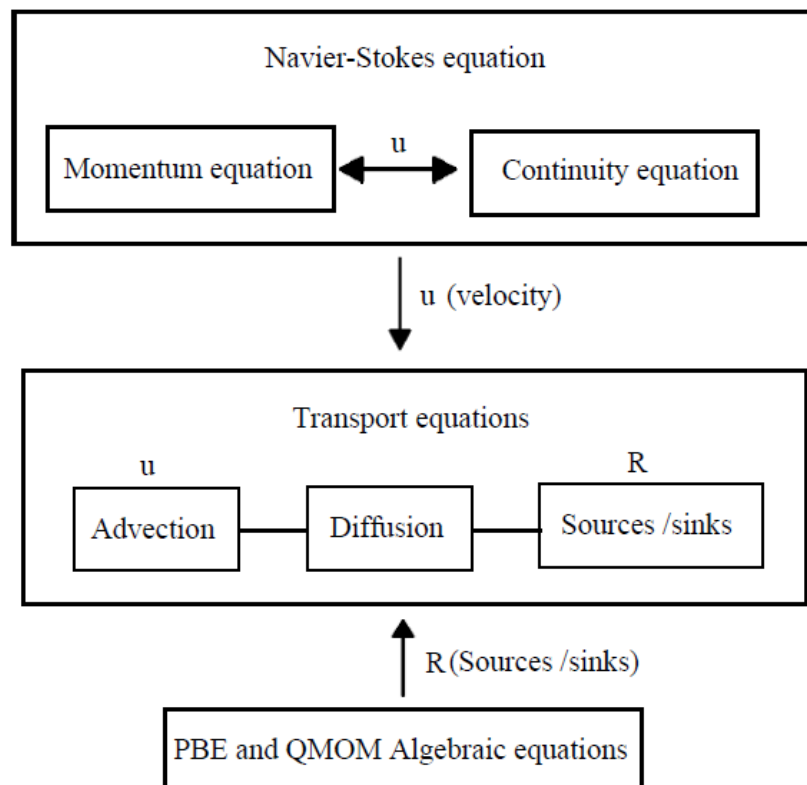 Navier-Stokes equation
Momentum equation
u
Continuity equation
u (velocity)
Transport equations
u
R
Advection
Diffusion
Sources /sinks
R (Sources /sinks)
PBE and QMOM Algebraic equations